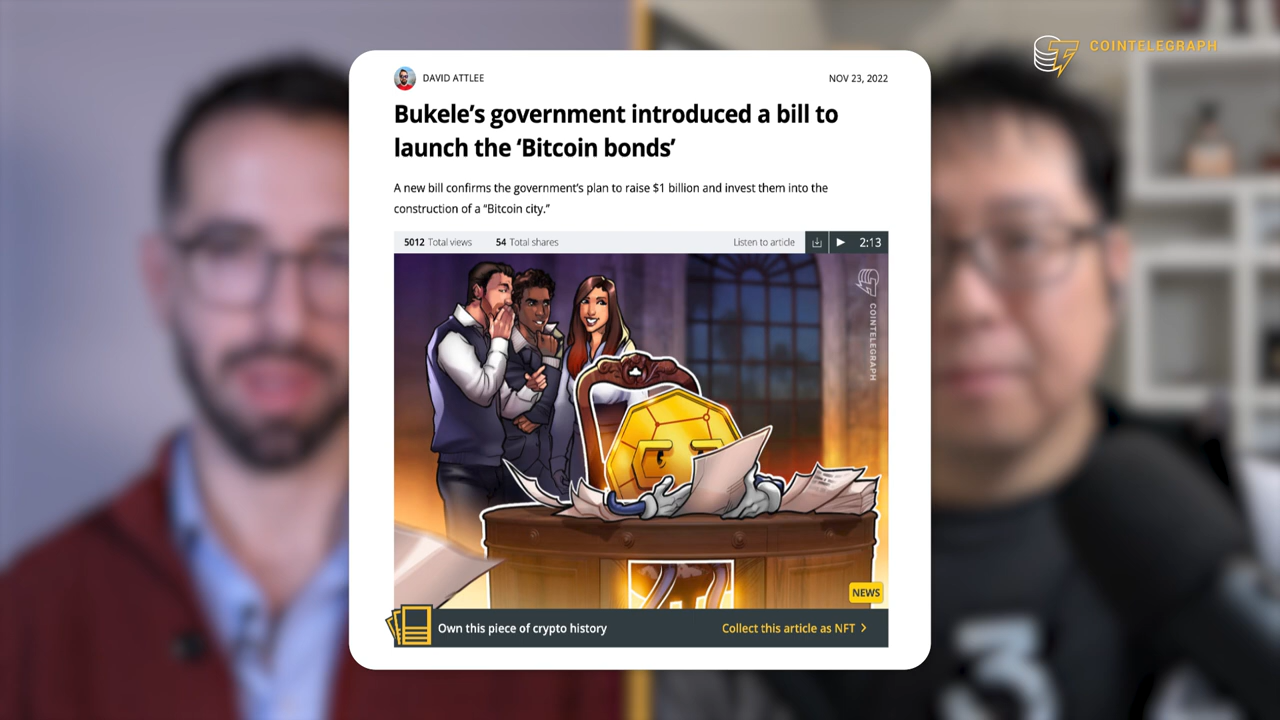 COINTELEGRAPH
DAVID ATTLEE
NOV 23, 2022
Bukele’s government introduced a bill to
launch the ‘Bitcoin bonds’
A new bill confirms the government’s plan to raise $1 billion and invest them into the
construction of a “Bitcoin city.”
5012 Total views 54 Total shares Listen to article 2:13
COINTELEGRAPH
NEWS
Own this piece of crypto history Collect this article as NFT >
3